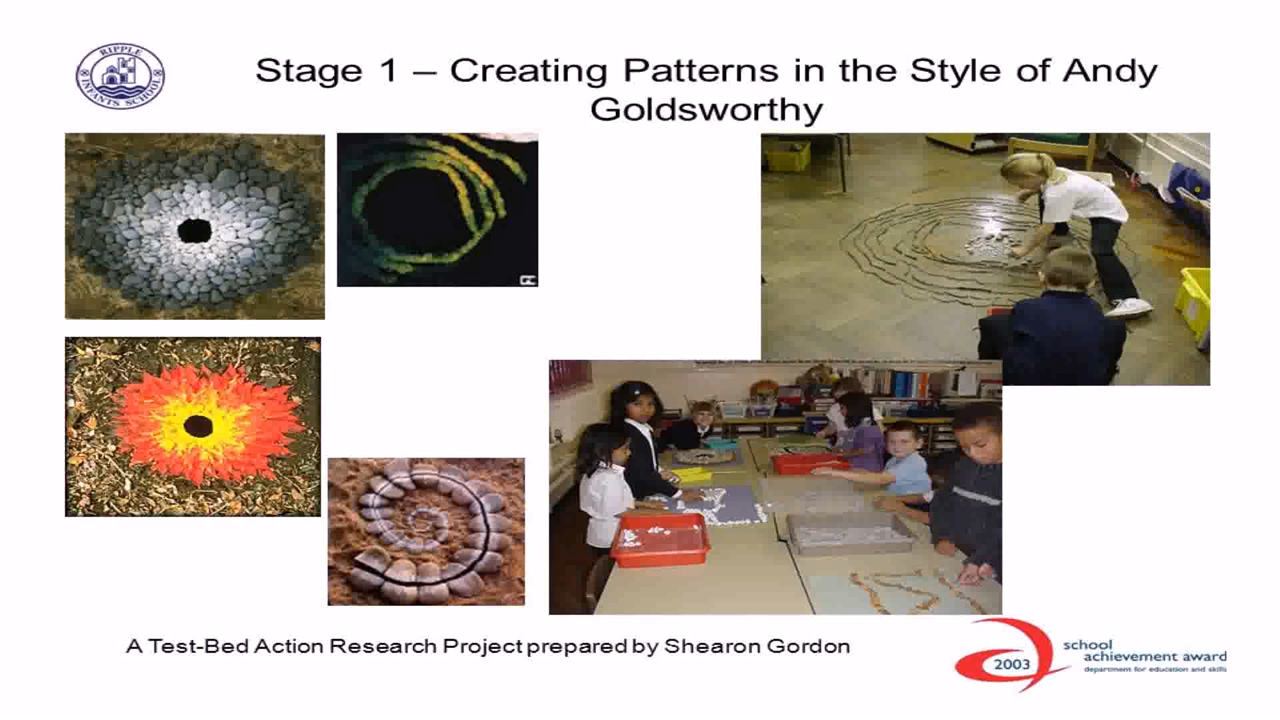 RIPPLE
INFANTS SCHOOL
Stage 1 – Creating Patterns in the Style of Andy
Goldsworthy
A Test-Bed Action Research Project prepared by Shearon Gordon
2003
school
achievement award
department for education and skills